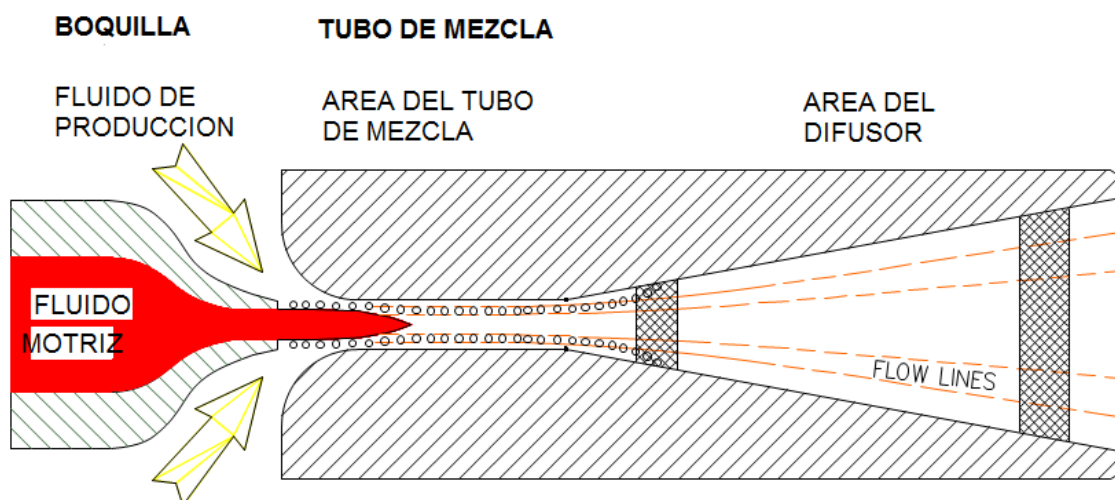 BOQUILLA
TUBO DE MEZCLA
FLUIDO DE
PRODUCCION
AREA DEL TUBO
DE MEZCLA
AREA DEL
DIFUSOR
FLUIDO
MOTRIZ
FLOW LINES